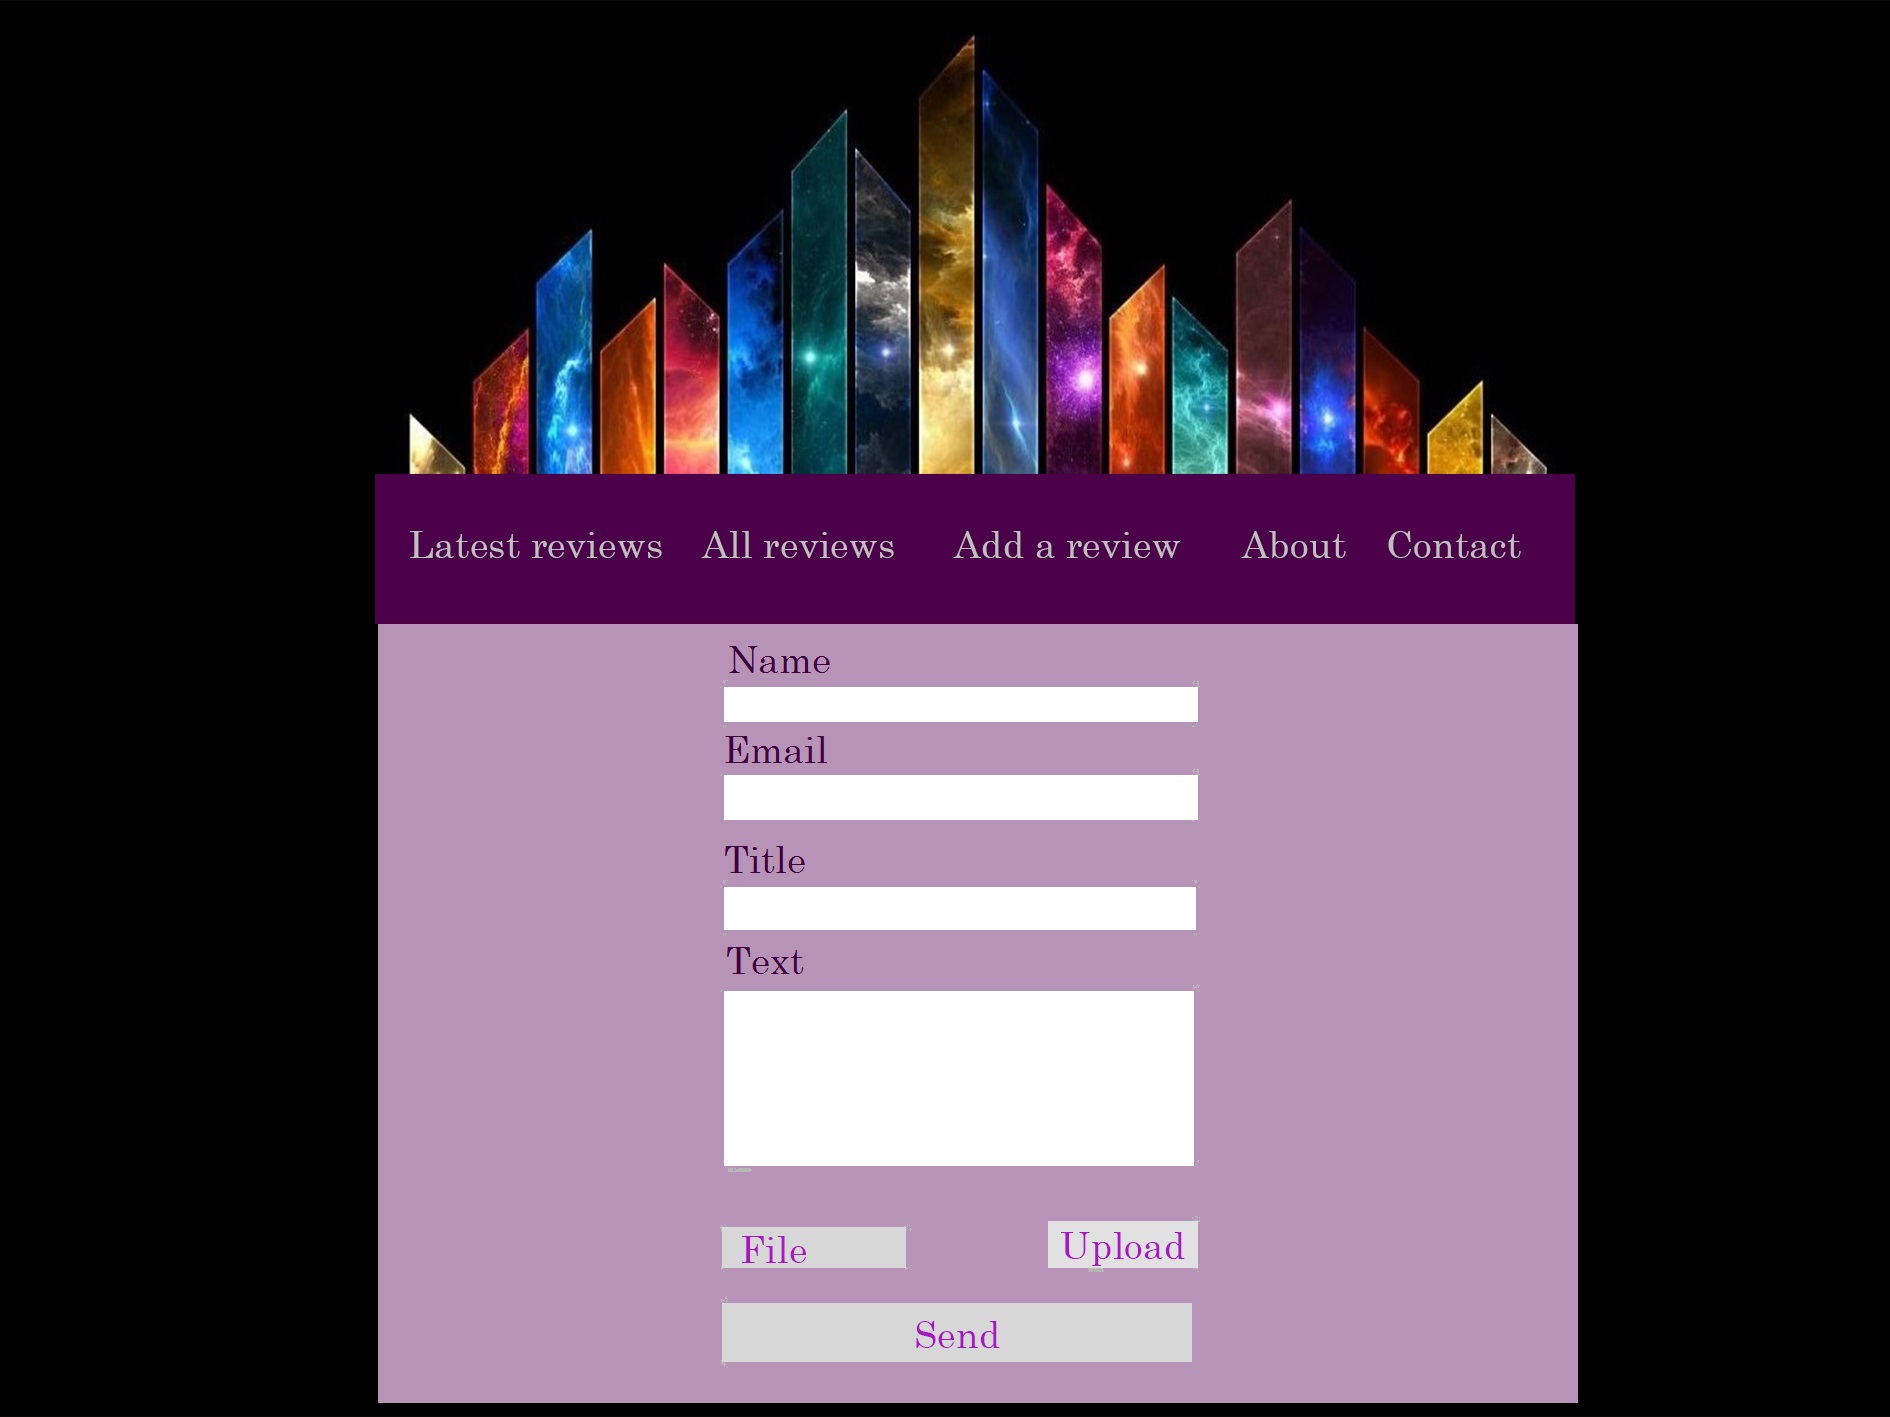 Latest reviews All reviews Add a review About Contact
Name
Email
Title
Text
File Upload
Send